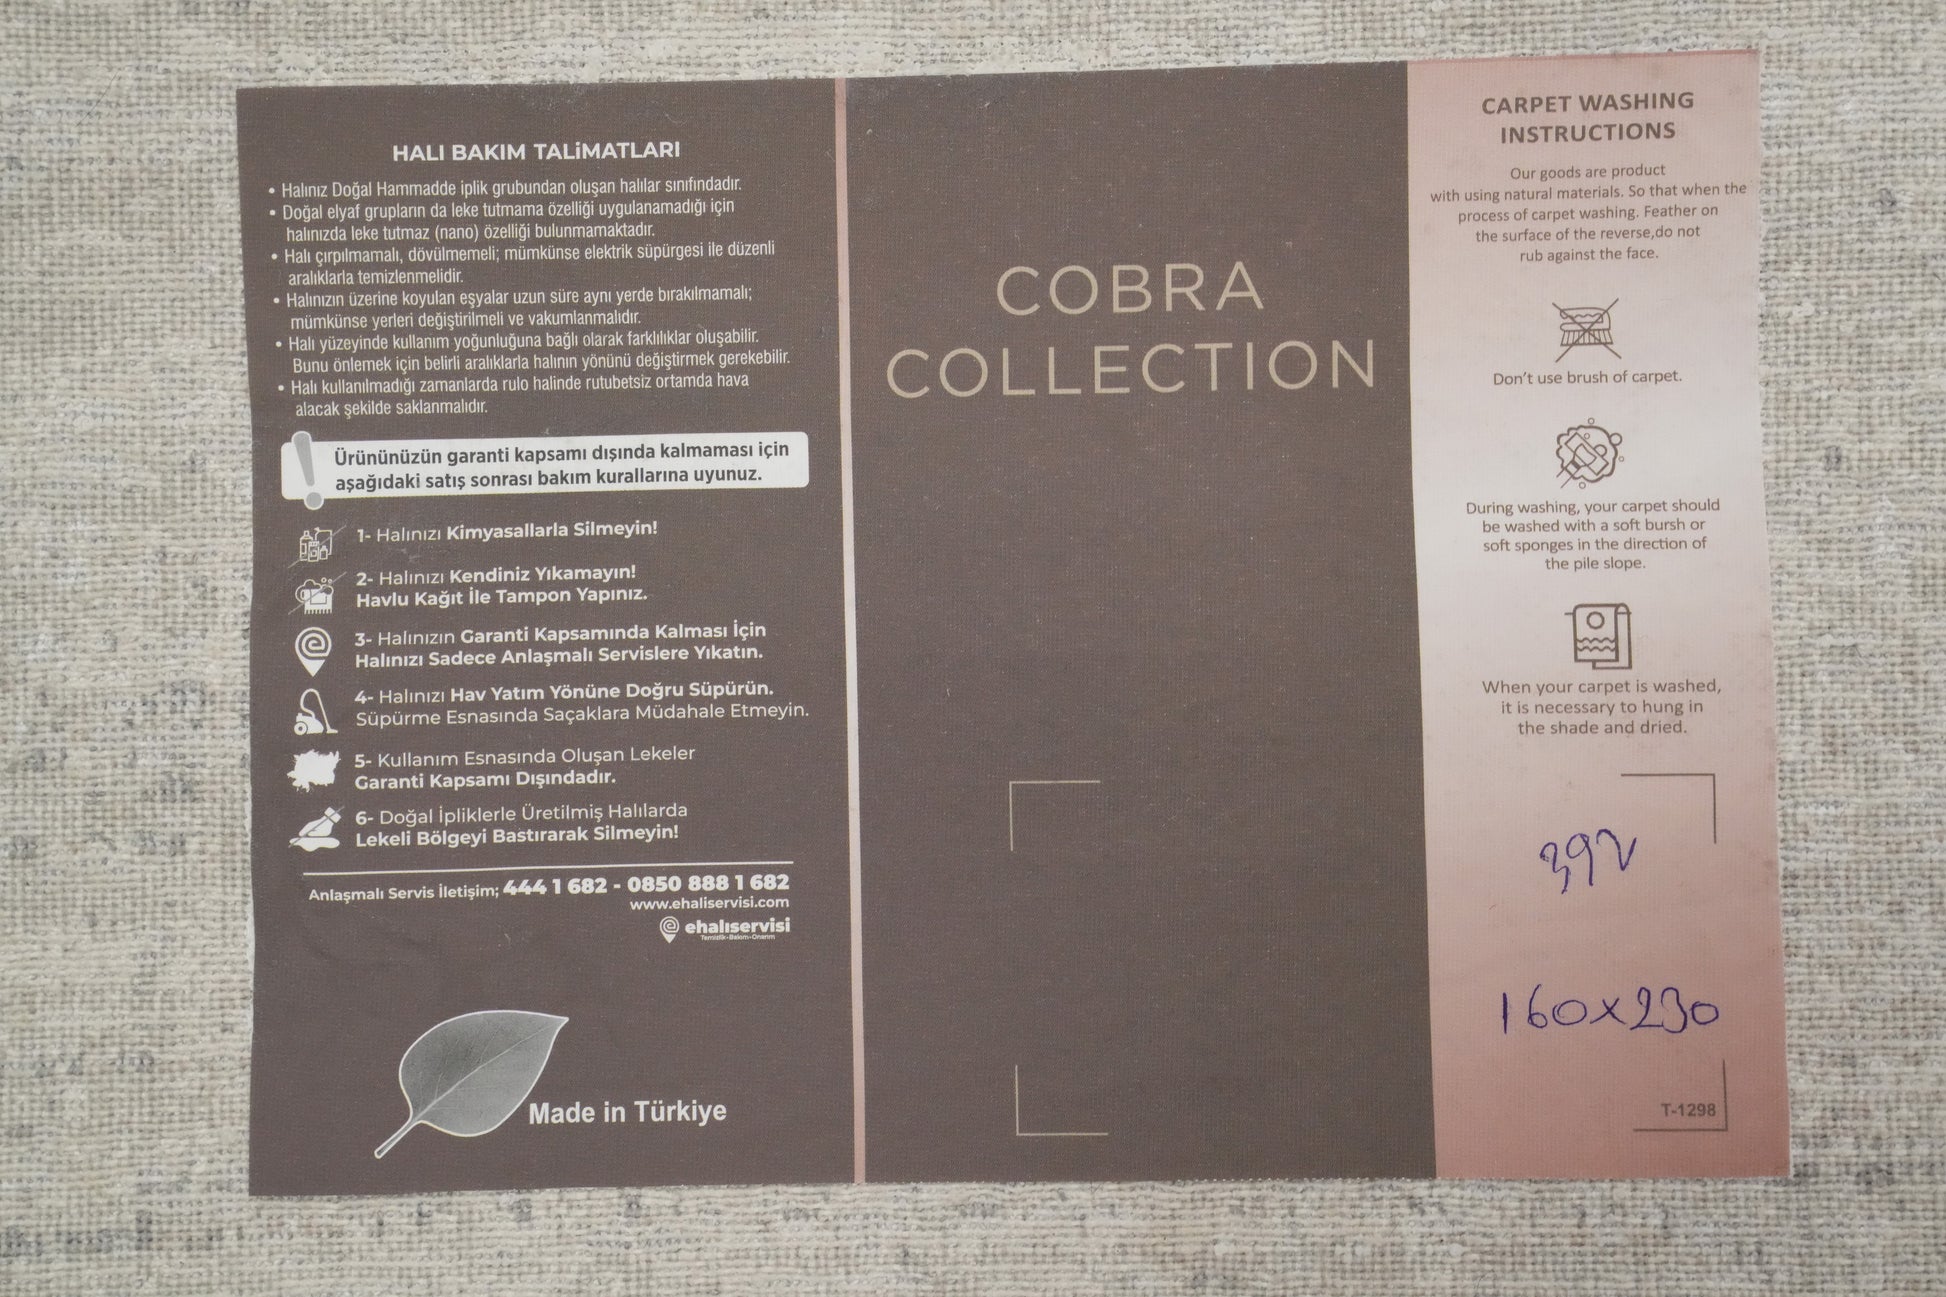 HALI BAKIM TALiMATLARI
• Halınız Doğal Hammadde iplik grubundan oluşan halılar sınıfındadır.
• Doğal elyaf grupların da leke tutmama özelliği uygulanamadığı için
halınızda leke tutmaz (nano) özelliği bulunmamaktadır.
• Halı çırpılmamalı, dövülmemeli; mümkünse elektrik süpürgesi ile düzenli
aralıklarla temizlenmelidir.
• Halınızın üzerine koyulan eşyalar uzun süre aynı yerde bırakılmamalı;
mümkünse yerleri değiştirilmeli ve vakumlanmalıdır.
• Halı yüzeyinde kullanım yoğunluğuna bağlı olarak farklılıklar oluşabilir.
Bunu önlemek için belirli aralıklarla halının yönünü değiştirmek gerekebilir.
• Halı kullanılmadığı zamanlarda rulo halinde rutubetsiz ortamda hava
alacak şekilde saklanmalıdır.
Ürününüzün garanti kapsamı dışında kalmaması için
aşağıdaki satış sonrası bakım kurallarına uyunuz.
1- Halınızı Kimyasallarla Silmeyin!
2- Halınızı Kendiniz Yıkamayın!
Havlu Kağıt İle Tampon Yapınız.
3- Halınızın Garanti Kapsamında Kalması İçin
Halınızı Sadece Anlaşmalı Servislere Yıkatın.
4- Halınızı Hav Yatım Yönüne Doğru Süpürün.
Süpürme Esnasında Saçaklara Müdahale Etmeyin.
5- Kullanım Esnasında Oluşan Lekeler
Garanti Kapsamı Dışındadır.
6- Doğal İpliklerle Üretilmiş Halılarda
Lekeli Bölgeyi Bastırarak Silmeyin!
Anlaşmalı Servis İletişim; 444 1 682 - 0850 888 1 682
www.ehaliservisi.com
ehalıservisi
Temizlik-Bakım-Onarım
Made in Türkiye
COBRA
COLLECTION
CARPET WASHING
INSTRUCTIONS
Our goods are product
with using natural materials. So that when the
process of carpet washing. Feather on
the surface of the reverse,do not
rub against the face.
Don't use brush of carpet.
During washing, your carpet should
be washed with a soft bursh or
soft sponges in the direction of
the pile slope.
When your carpet is washed,
it is necessary to hung in
the shade and dried.
392
160x230
T-1298